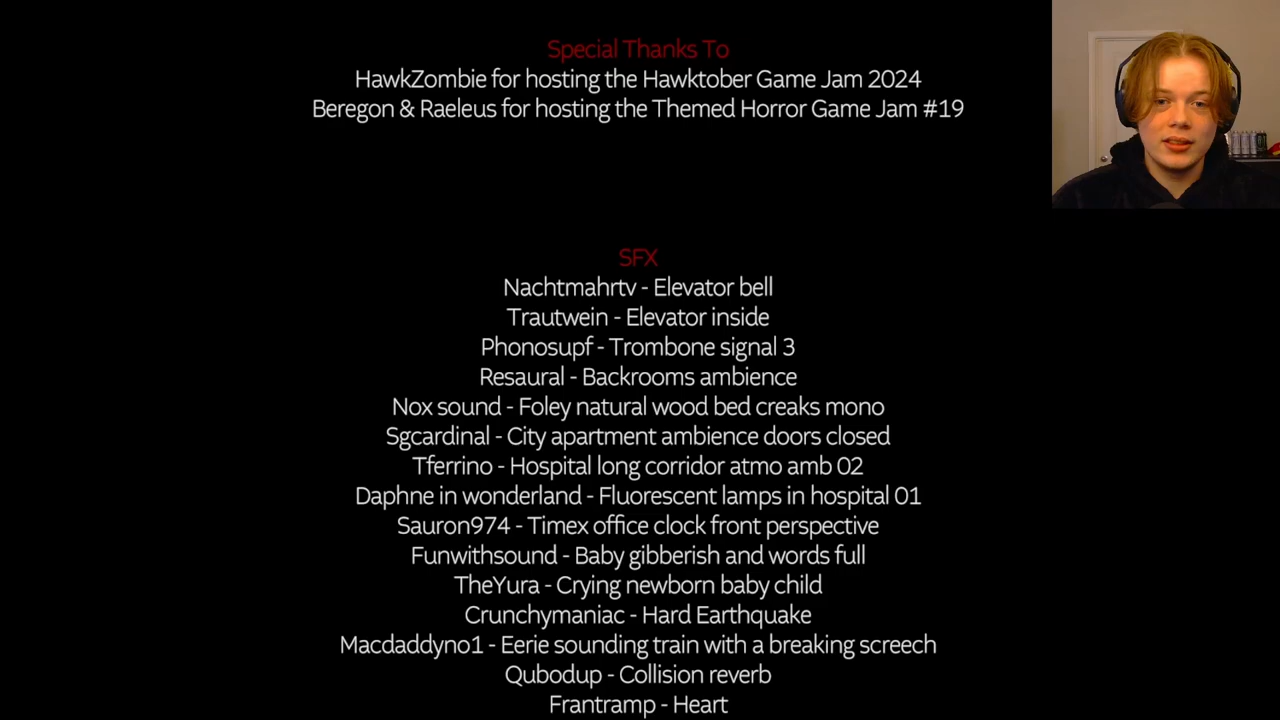 Special Thanks To
HawkZombie for hosting the Hawktober Game Jam 2024
Beregon & Raeleus for hosting the Themed Horror Game Jam #19
SFX
Nachtmahrtv - Elevator bell
Trautwein - Elevator inside
Phonosupf - Trombone signal 3
Resaural - Backrooms ambience
Nox sound - Foley natural wood bed creaks mono
Sgcardinal - City apartment ambience doors closed
Tferrino - Hospital long corridor atmo amb 02
Daphne in wonderland - Fluorescent lamps in hospital 01
Sauron974 - Timex office clock front perspective
Funwithsound - Baby gibberish and words full
TheYura - Crying newborn baby child
Crunchymaniac - Hard Earthquake
Macdaddyno1 - Eerie sounding train with a breaking screech
Qubodup - Collision reverb
Frantramp - Heart